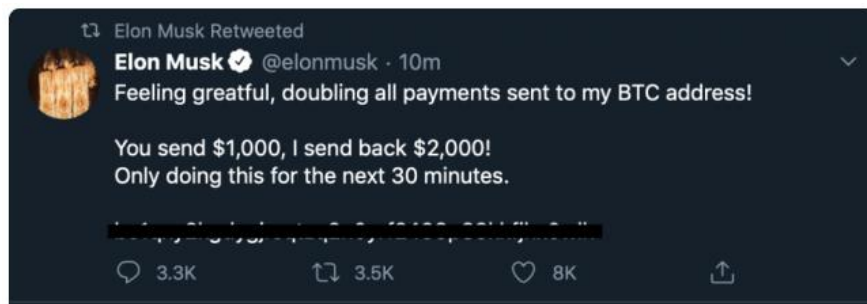 Elon Musk Retweeted
Elon Musk @elonmusk · 10m
Feeling greatful, doubling all payments sent to my BTC address!
You send $1,000, I send back $2,000!
Only doing this for the next 30 minutes.
3.3K 3.5K 8K